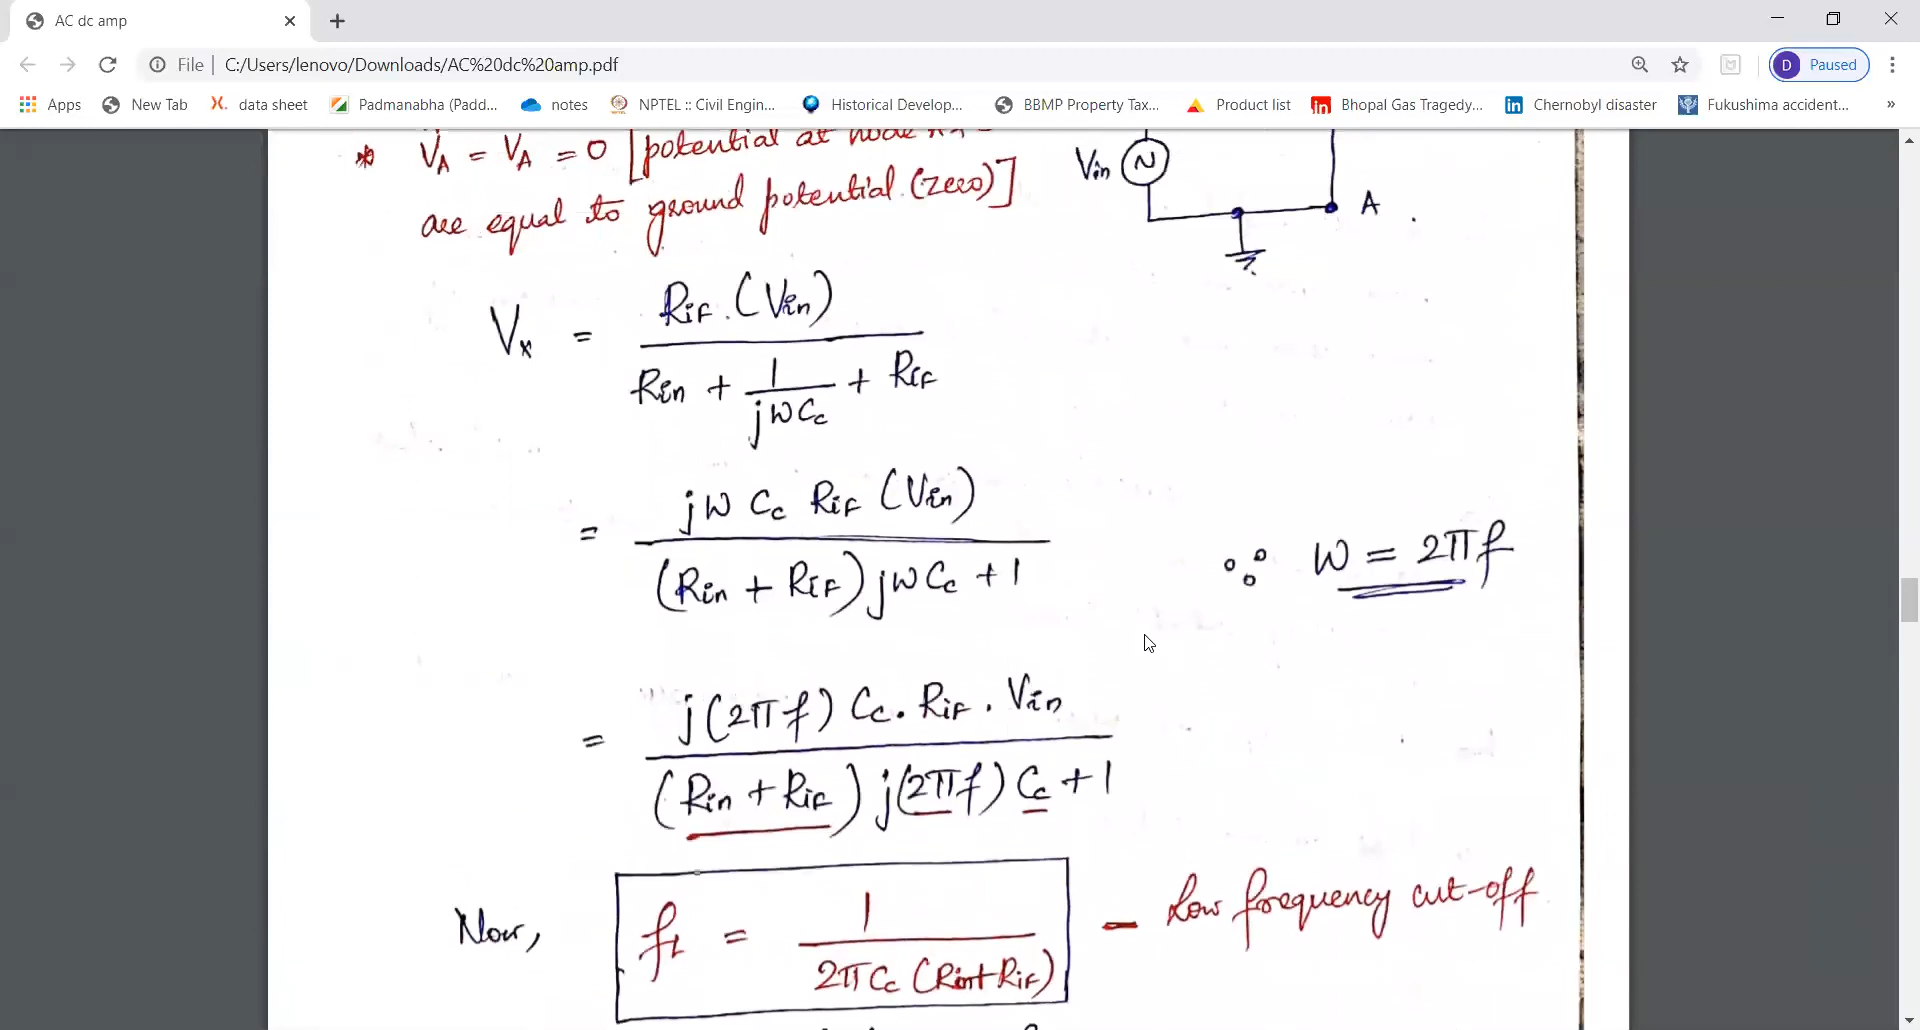 AC dc amp
File | C:/Users/lenovo/Downloads/AC%20dc%20amp.pdf
D Paused
Apps New Tab X. data sheet Padmanabha (Padd... notes NPTEL :: Civil Engin... Historical Develop... BBMP Property Tax... Product list in Bhopal Gas Tragedy... in Chernobyl disaster Fukushima accident... »
* VA = VA = 0 [potential at node
are equal to ground potential (zero)]
Vin N
A
Vx = RiF . (Vin) / (Rin + 1/(jωCc) + RiF)
= jω Cc RiF (Vin) / ((Rin + RiF) jωCc + 1)
∵ ω = 2πf
= j(2πf) Cc . RiF . Vin / ((Rin + RiF) j(2πf) Cc + 1)
Now, fL = 1 / (2πCc (Rin+RiF)) - Low frequency cut-off